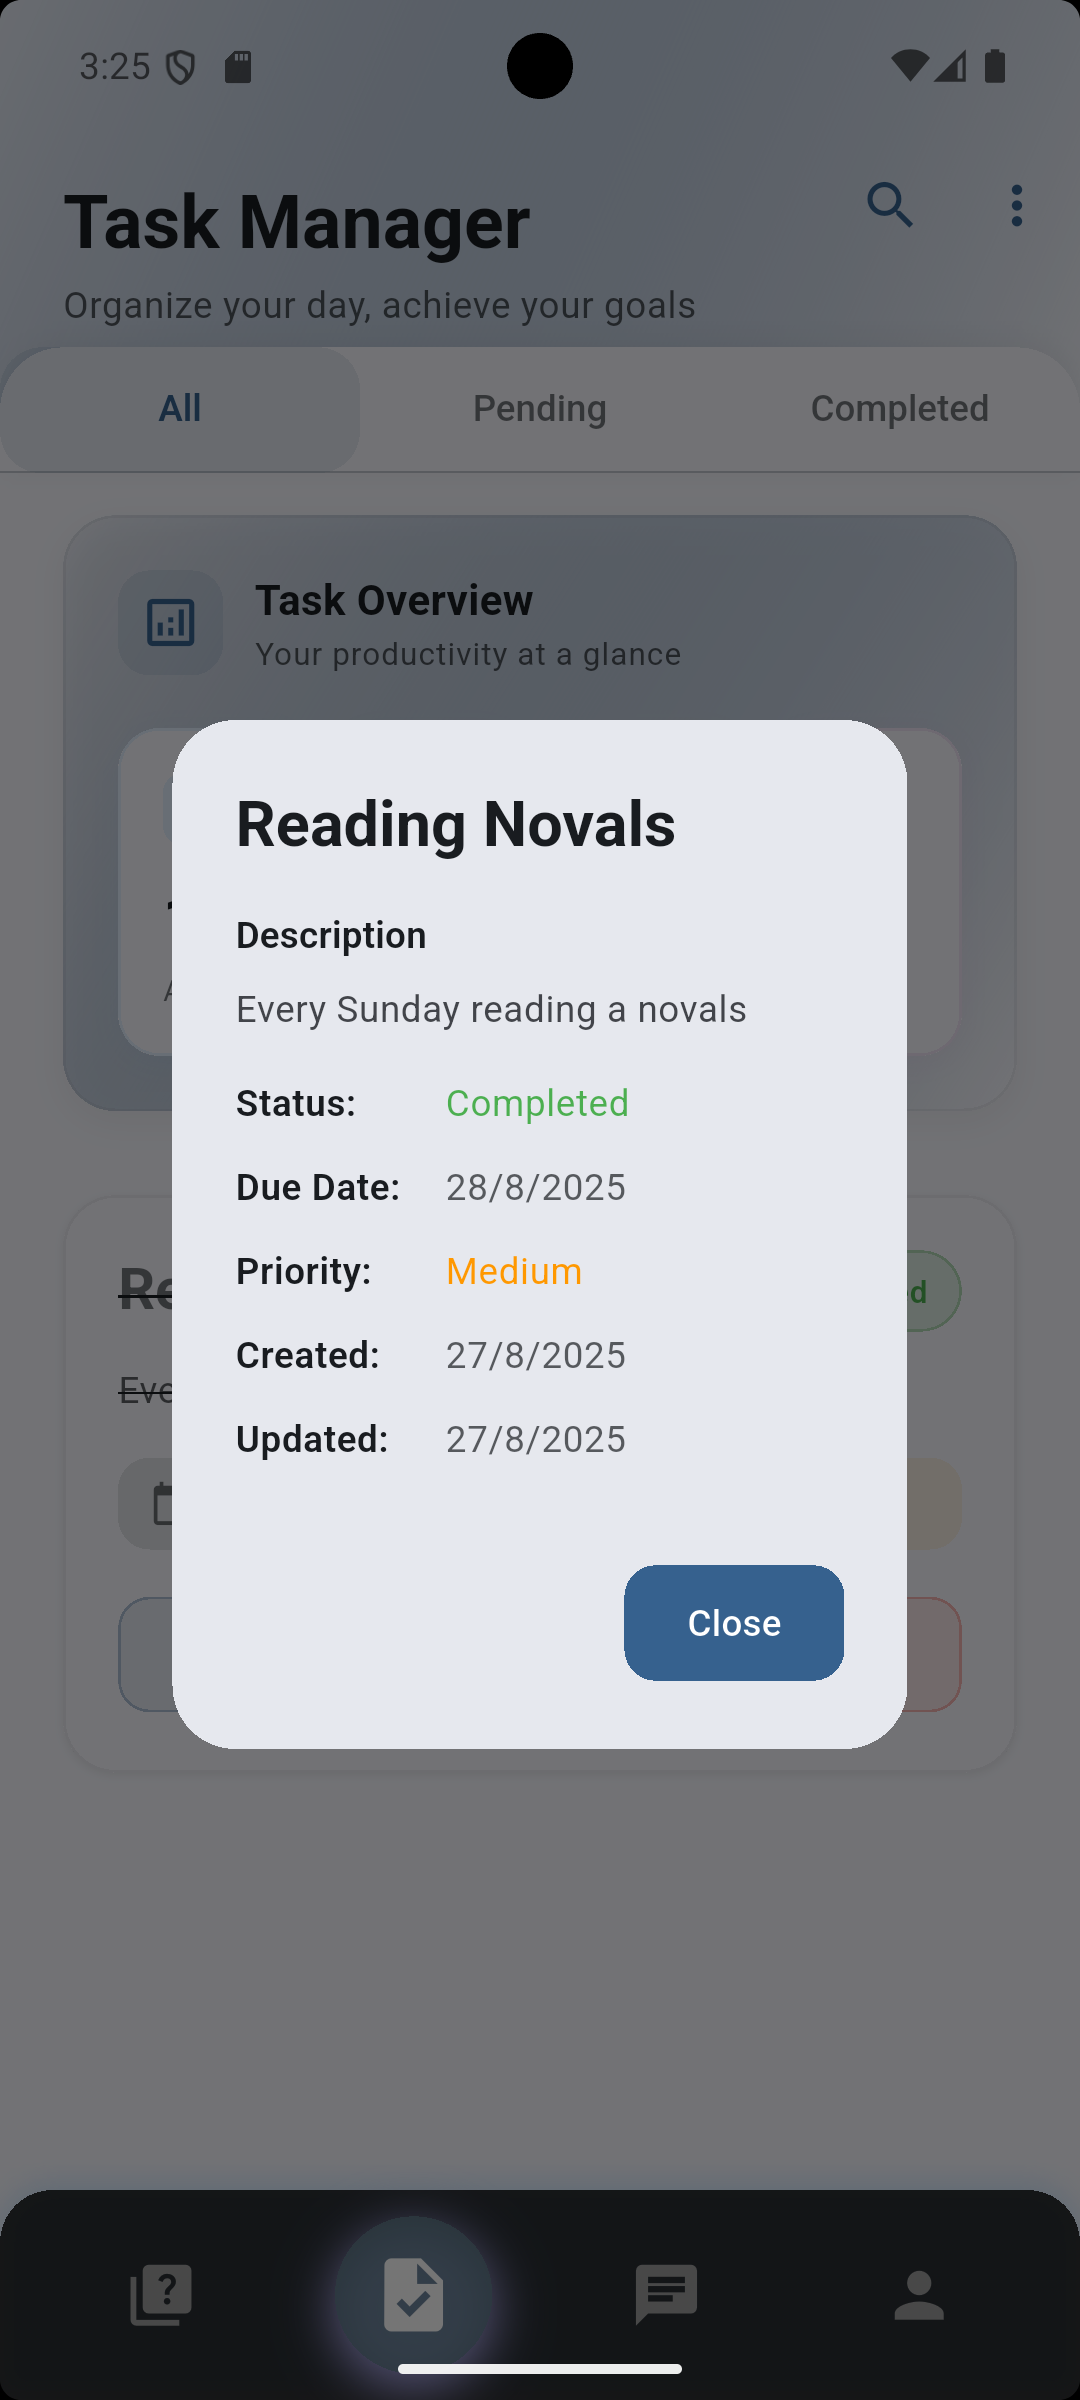 3:25
Task Manager
Organize your day, achieve your goals
All Pending Completed
Task Overview
Your productivity at a glance
Reading Novals
Description
Every Sunday reading a novals
Status: Completed
Due Date: 28/8/2025
Priority: Medium
Created: 27/8/2025
Updated: 27/8/2025
Close